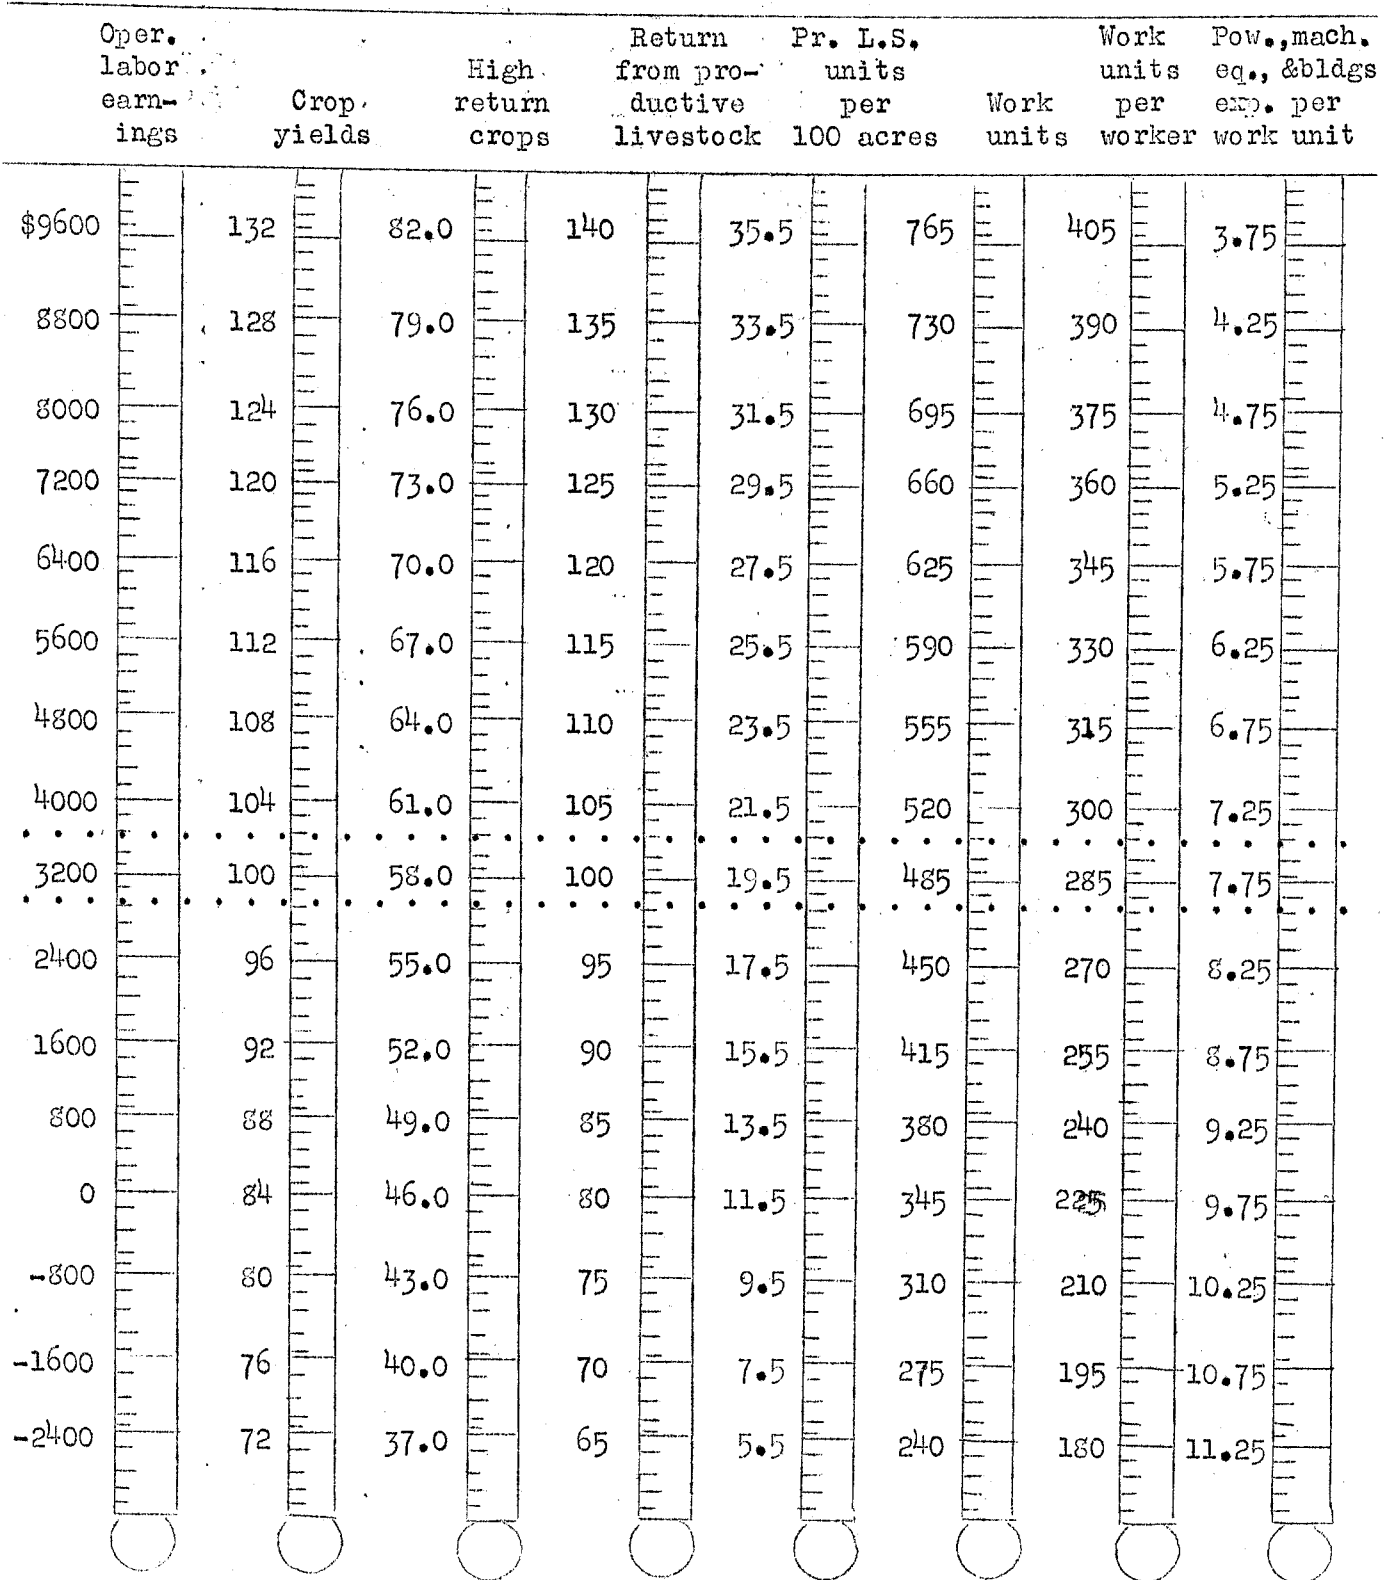 Oper. Return Pr. L.S. Work Pow.,mach.
labor High from pro- units units eq., &bldgs
earn- Crop return ductive per Work per exp. per
ings yields crops livestock 100 acres units worker work unit
$9600 132 82.0 140 35.5 765 405 3.75
8800 128 79.0 135 33.5 730 390 4.25
8000 124 76.0 130 31.5 695 375 4.75
7200 120 73.0 125 29.5 660 360 5.25
6400 116 70.0 120 27.5 625 345 5.75
5600 112 67.0 115 25.5 590 330 6.25
4800 108 64.0 110 23.5 555 315 6.75
4000 104 61.0 105 21.5 520 300 7.25
3200 100 58.0 100 19.5 485 285 7.75
2400 96 55.0 95 17.5 450 270 8.25
1600 92 52.0 90 15.5 415 255 8.75
800 88 49.0 85 13.5 380 240 9.25
0 84 46.0 80 11.5 345 225 9.75
-800 80 43.0 75 9.5 310 210 10.25
-1600 76 40.0 70 7.5 275 195 10.75
-2400 72 37.0 65 5.5 240 180 11.25